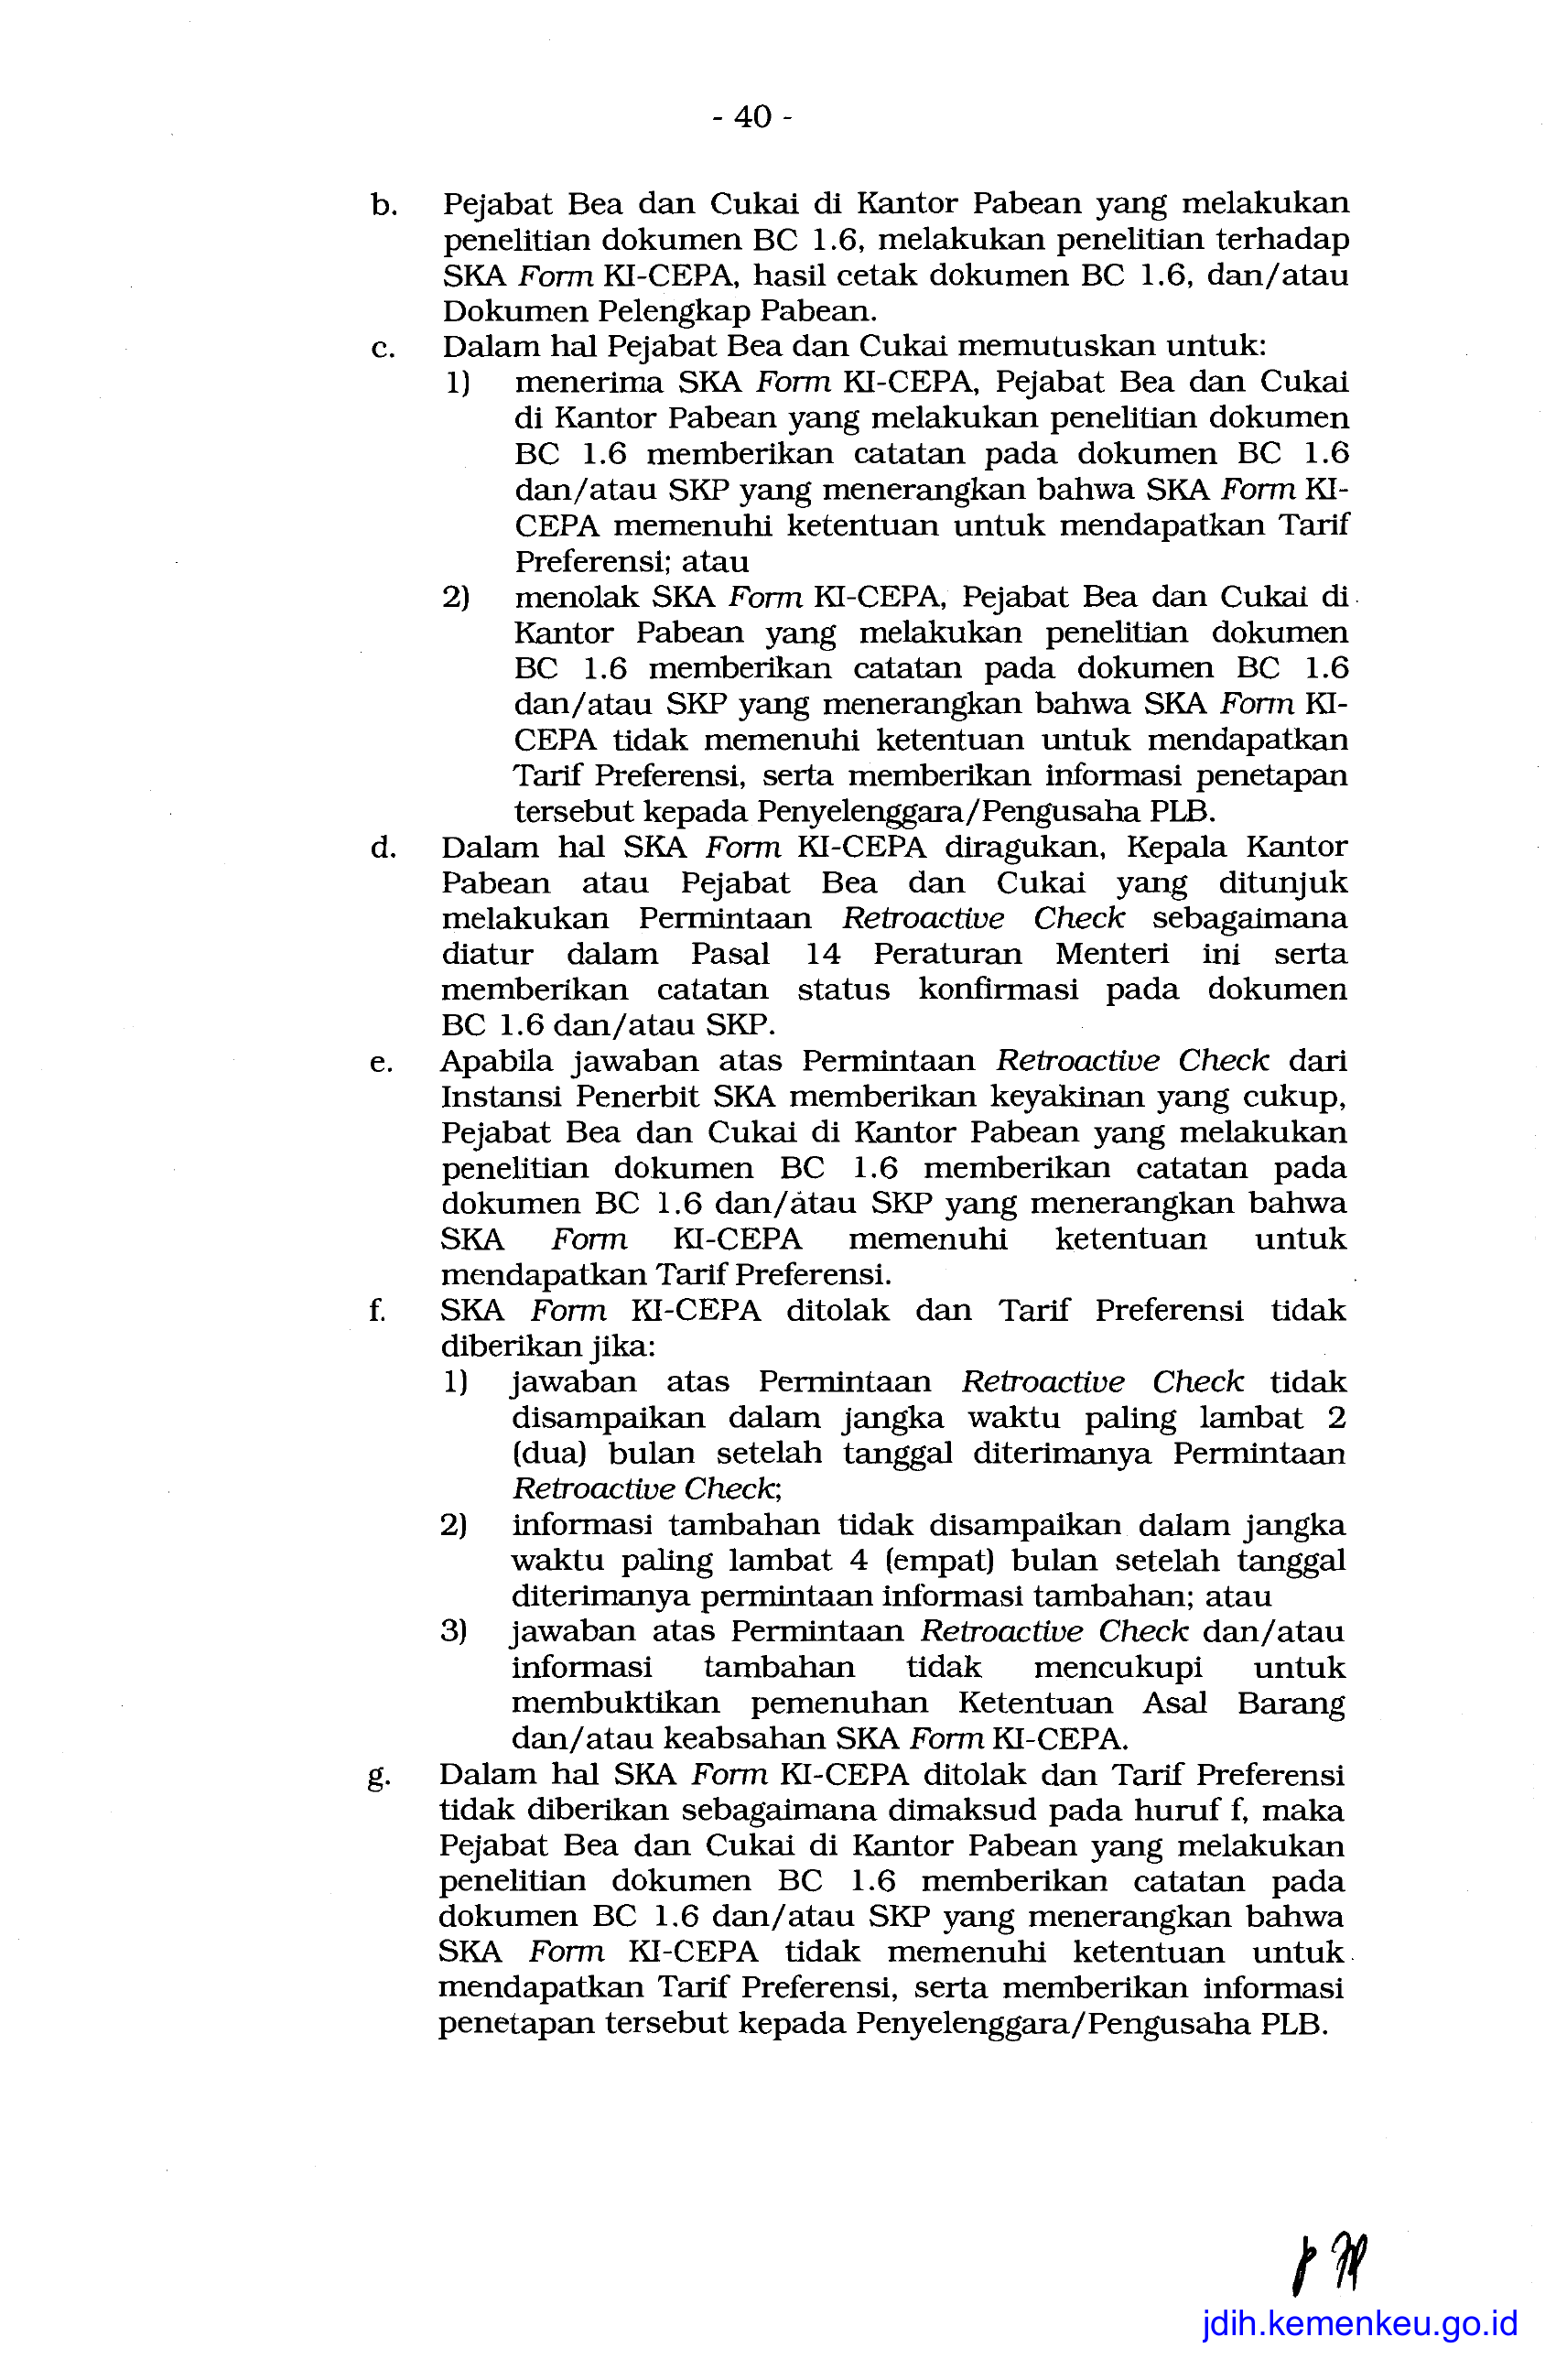 - 40 -
b. Pejabat Bea dan Cukai di Kantor Pabean yang melakukan
penelitian dokumen BC 1.6, melakukan penelitian terhadap
SKA Form KI-CEPA, hasil cetak dokumen BC 1.6, dan/atau
Dokumen Pelengkap Pabean.
c. Dalam hal Pejabat Bea dan Cukai memutuskan untuk:
1) menerima SKA Form KI-CEPA, Pejabat Bea dan Cukai
di Kantor Pabean yang melakukan penelitian dokumen
BC 1.6 memberikan catatan pada dokumen BC 1.6
dan/atau SKP yang menerangkan bahwa SKA Form KI-
CEPA memenuhi ketentuan untuk mendapatkan Tarif
Preferensi; atau
2) menolak SKA Form KI-CEPA, Pejabat Bea dan Cukai di
Kantor Pabean yang melakukan penelitian dokumen
BC 1.6 memberikan catatan pada dokumen BC 1.6
dan/atau SKP yang menerangkan bahwa SKA Form KI-
CEPA tidak memenuhi ketentuan untuk mendapatkan
Tarif Preferensi, serta memberikan informasi penetapan
tersebut kepada Penyelenggara/Pengusaha PLB.
d. Dalam hal SKA Form KI-CEPA diragukan, Kepala Kantor
Pabean atau Pejabat Bea dan Cukai yang ditunjuk
melakukan Permintaan Retroactive Check sebagaimana
diatur dalam Pasal 14 Peraturan Menteri ini serta
memberikan catatan status konfirmasi pada dokumen
BC 1.6 dan/atau SKP.
e. Apabila jawaban atas Permintaan Retroactive Check dari
Instansi Penerbit SKA memberikan keyakinan yang cukup,
Pejabat Bea dan Cukai di Kantor Pabean yang melakukan
penelitian dokumen BC 1.6 memberikan catatan pada
dokumen BC 1.6 dan/atau SKP yang menerangkan bahwa
SKA Form KI-CEPA memenuhi ketentuan untuk
mendapatkan Tarif Preferensi.
f. SKA Form KI-CEPA ditolak dan Tarif Preferensi tidak
diberikan jika:
1) jawaban atas Permintaan Retroactive Check tidak
disampaikan dalam jangka waktu paling lambat 2
(dua) bulan setelah tanggal diterimanya Permintaan
Retroactive Check;
2) informasi tambahan tidak disampaikan dalam jangka
waktu paling lambat 4 (empat) bulan setelah tanggal
diterimanya permintaan informasi tambahan; atau
3) jawaban atas Permintaan Retroactive Check dan/atau
informasi tambahan tidak mencukupi untuk
membuktikan pemenuhan Ketentuan Asal Barang
dan/atau keabsahan SKA Form KI-CEPA.
g. Dalam hal SKA Form KI-CEPA ditolak dan Tarif Preferensi
tidak diberikan sebagaimana dimaksud pada huruf f, maka
Pejabat Bea dan Cukai di Kantor Pabean yang melakukan
penelitian dokumen BC 1.6 memberikan catatan pada
dokumen BC 1.6 dan/atau SKP yang menerangkan bahwa
SKA Form KI-CEPA tidak memenuhi ketentuan untuk
mendapatkan Tarif Preferensi, serta memberikan informasi
penetapan tersebut kepada Penyelenggara/Pengusaha PLB.
jdih.kemenkeu.go.id